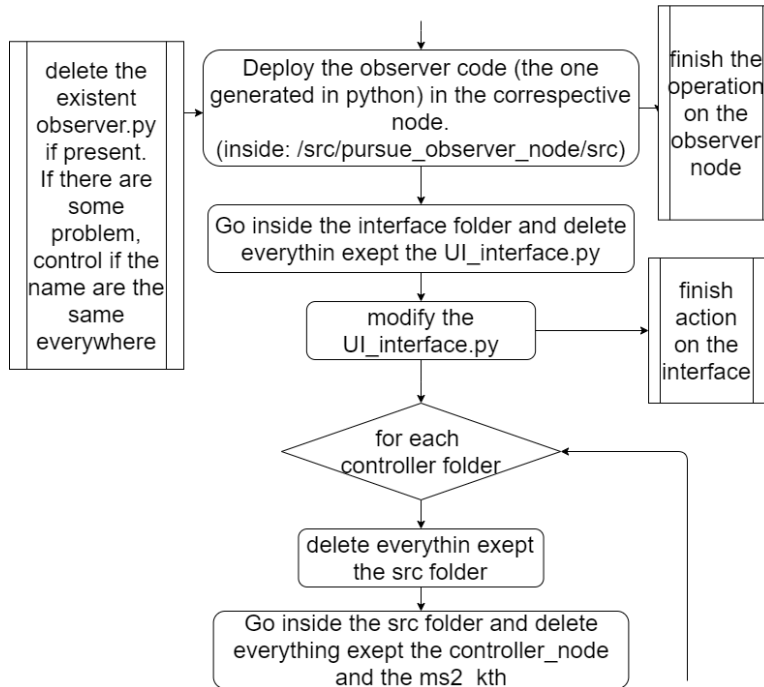 delete the
existent
observer.py
if present.
If there are
some
problem,
control if the
name are the
same
everywhere
Deploy the observer code (the one
generated in python) in the correspective
node.
(inside: /src/pursue_observer_node/src)
finish the
operation
on the
observer
node
Go inside the interface folder and delete
everythin exept the UI_interface.py
modify the
UI_interface.py
finish
action
on the
interface
for each
controller folder
delete everythin exept
the src folder
Go inside the src folder and delete
everything exept the controller_node
and the ms2_kth